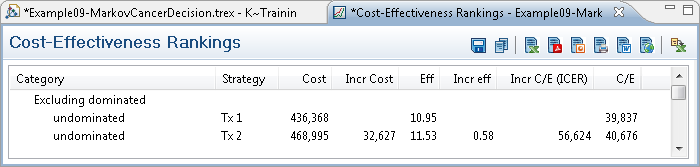 *Example09-MarkovCancerDecision.trex - K~Trainin
*Cost-Effectiveness Rankings - Example09-Mark
Cost-Effectiveness Rankings
Category Strategy Cost Incr Cost Eff Incr eff Incr C/E (ICER) C/E
Excluding dominated
undominated Tx 1 436,368 10.95 39,837
undominated Tx 2 468,995 32,627 11.53 0.58 56,624 40,676